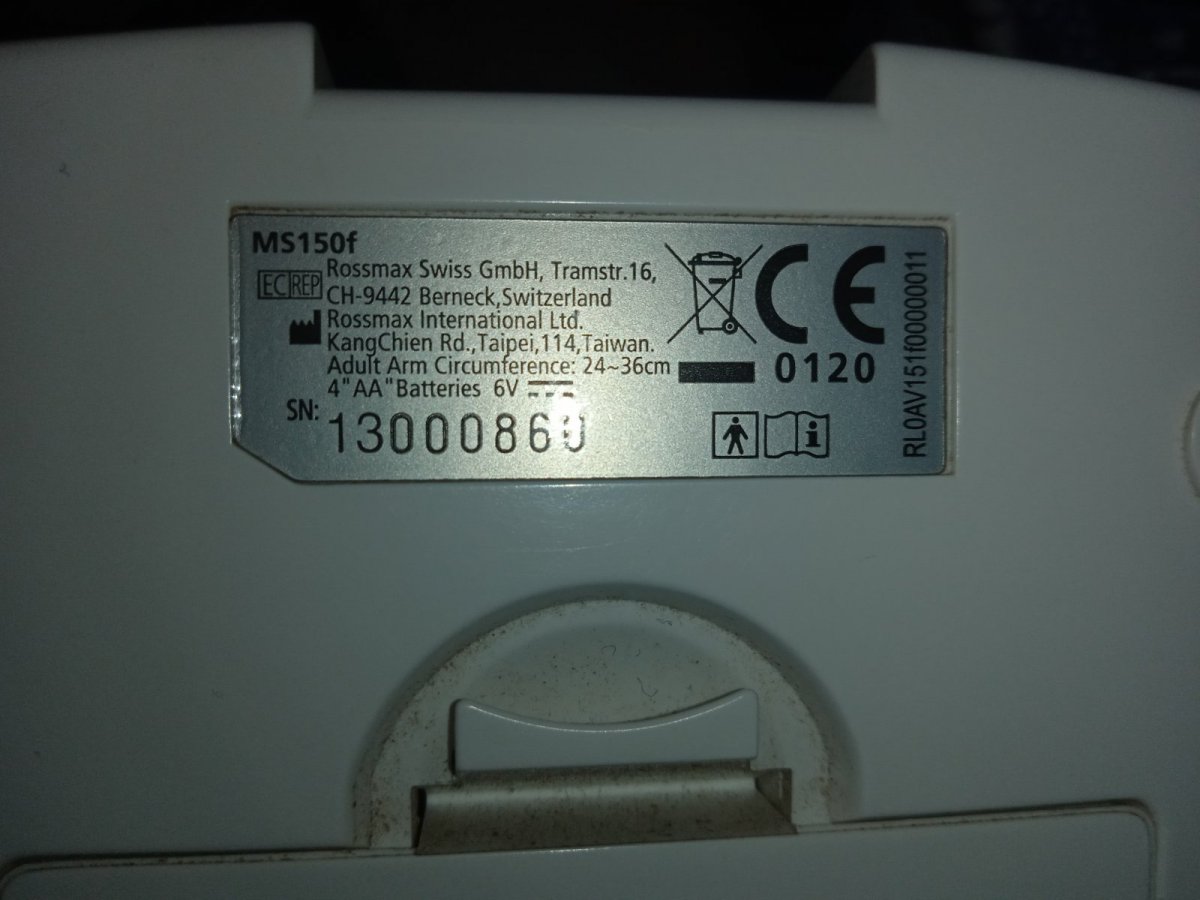 MS150f
EC REP
Rossmax Swiss GmbH, Tramstr.16,
CH-9442 Berneck,Switzerland
Rossmax International Ltd.
KangChien Rd.,Taipei,114,Taiwan.
Adult Arm Circumference: 24~36cm
4"AA"Batteries 6V
SN: 13000860
CE
0120
i
RL0AV151f00000011